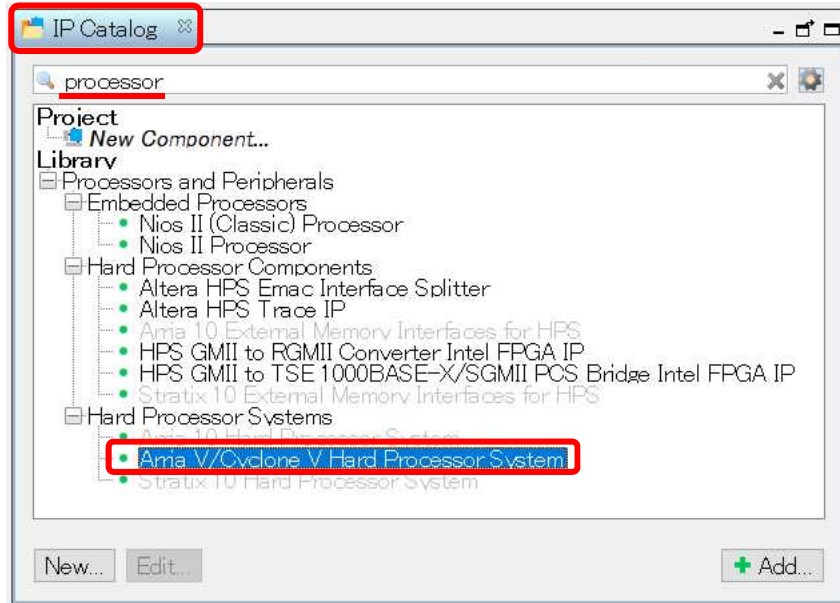 IP Catalog
processor
Project
New Component...
Library
Processors and Peripherals
Embedded Processors
Nios II (Classic) Processor
Nios II Processor
Hard Processor Components
Altera HPS Emac Interface Splitter
Altera HPS Trace IP
Arria 10 External Memory Interfaces for HPS
HPS GMII to RGMII Converter Intel FPGA IP
HPS GMII to TSE 1000BASE-X/SGMII PCS Bridge Intel FPGA IP
Stratix 10 External Memory Interfaces for HPS
Hard Processor Systems
Arria 10 Hard Processor System
Arria V/Cyclone V Hard Processor System
Stratix 10 Hard Processor System
New... Edit... Add...